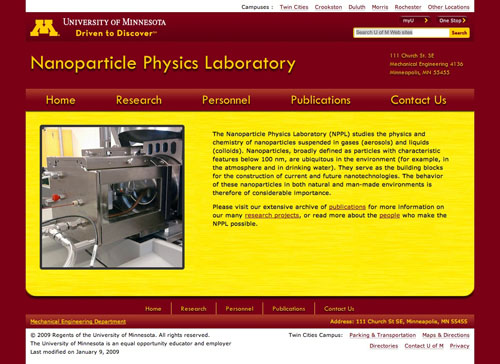 Campuses : Twin Cities Crookston Duluth Morris Rochester Other Locations
M UNIVERSITY OF MINNESOTA
Driven to Discover™
myU > One Stop >
Search U of M Web sites Search
Nanoparticle Physics Laboratory
111 Church St. SE
Mechanical Engineering 4136
Minneapolis, MN 55455
Home Research Personnel Publications Contact Us
The Nanoparticle Physics Laboratory (NPPL) studies the physics and
chemistry of nanoparticles suspended in gases (aerosols) and liquids
(colloids). Nanoparticles, broadly defined as particles with characteristic
features below 100 nm, are ubiquitous in the environment (for example, in
the atmosphere and in drinking water). They serve as the building blocks
for the construction of current and future nanotechnologies. The behavior
of these nanoparticles in both natural and man-made environments is
therefore of considerable importance.
Please visit our extensive archive of publications for more information on
our many research projects, or read more about the people who make the
NPPL possible.
Home Research Personnel Publications Contact Us
Mechanical Engineering Department Address: 111 Church St SE, Minneapolis, MN 55455
© 2009 Regents of the University of Minnesota. All rights reserved.
The University of Minnesota is an equal opportunity educator and employer
Last modified on January 9, 2009
Twin Cities Campus: Parking & Transportation Maps & Directions
Directories Contact U of M Privacy